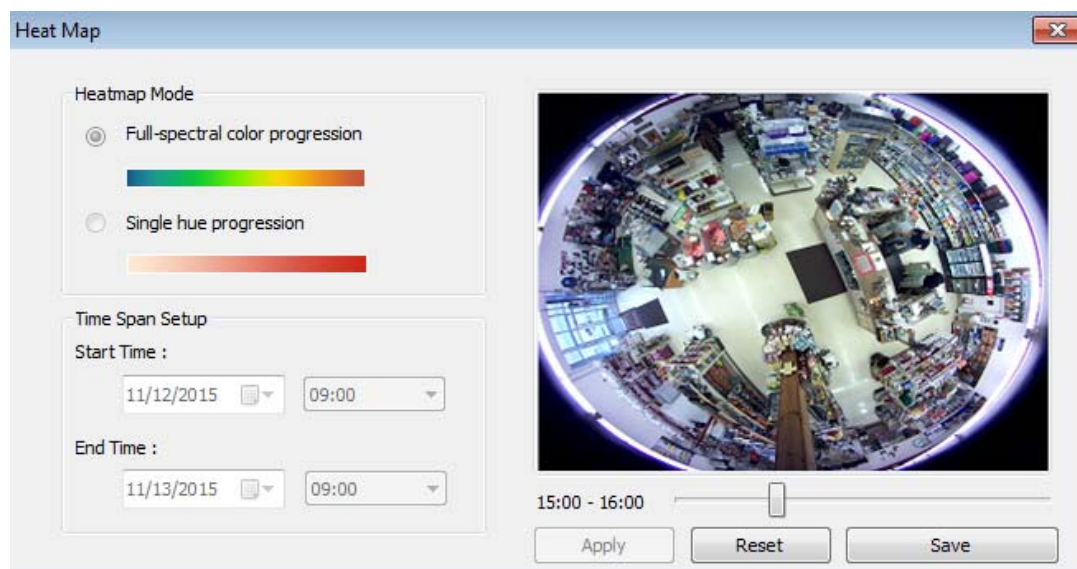 Heat Map
Heatmap Mode
Full-spectral color progression
Single hue progression
Time Span Setup
Start Time :
11/12/2015 09:00
End Time :
11/13/2015 09:00
15:00 - 16:00
Apply Reset Save